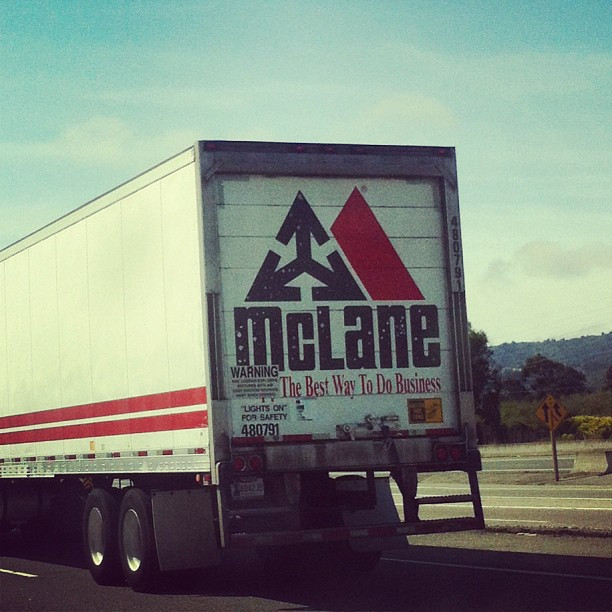 ®
480791
mcLane
WARNING
The Best Way To Do Business
"LIGHTS ON"
FOR SAFETY
480791